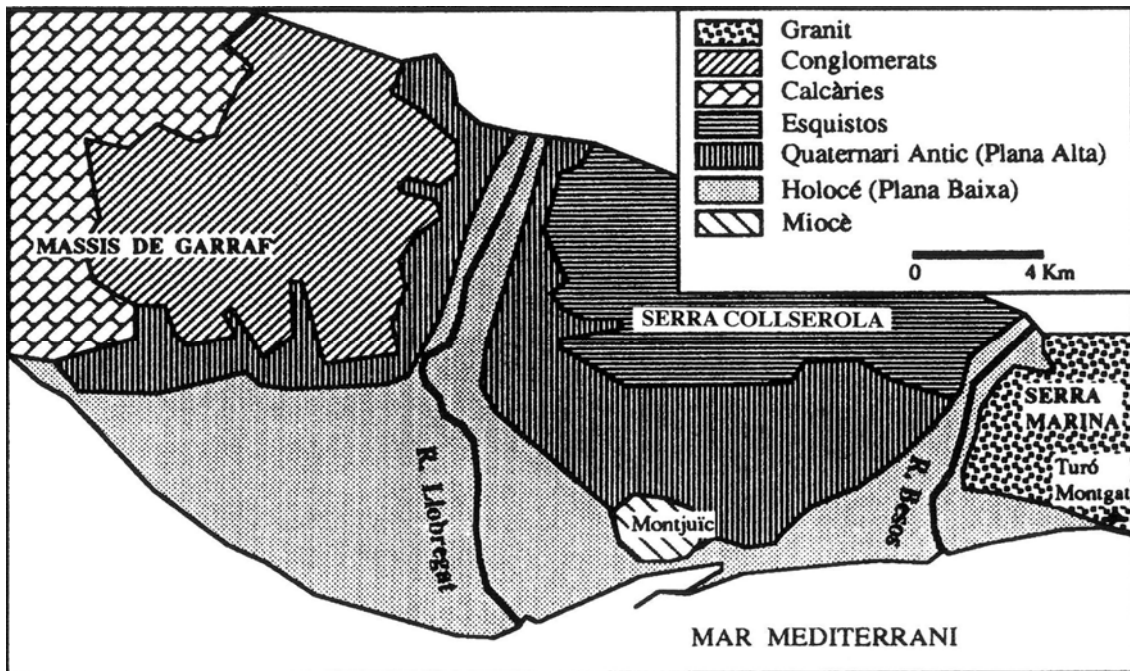 Granit
Conglomerats
Calcàries
Esquistos
Quaternari Antic (Plana Alta)
Holocé (Plana Baixa)
Miocè
0 4 Km
MASSIS DE GARRAF
SERRA COLLSEROLA
SERRA
MARINA
Turó
Montgat
R. Llobregat
R. Besos
Montjuïc
MAR MEDITERRANI